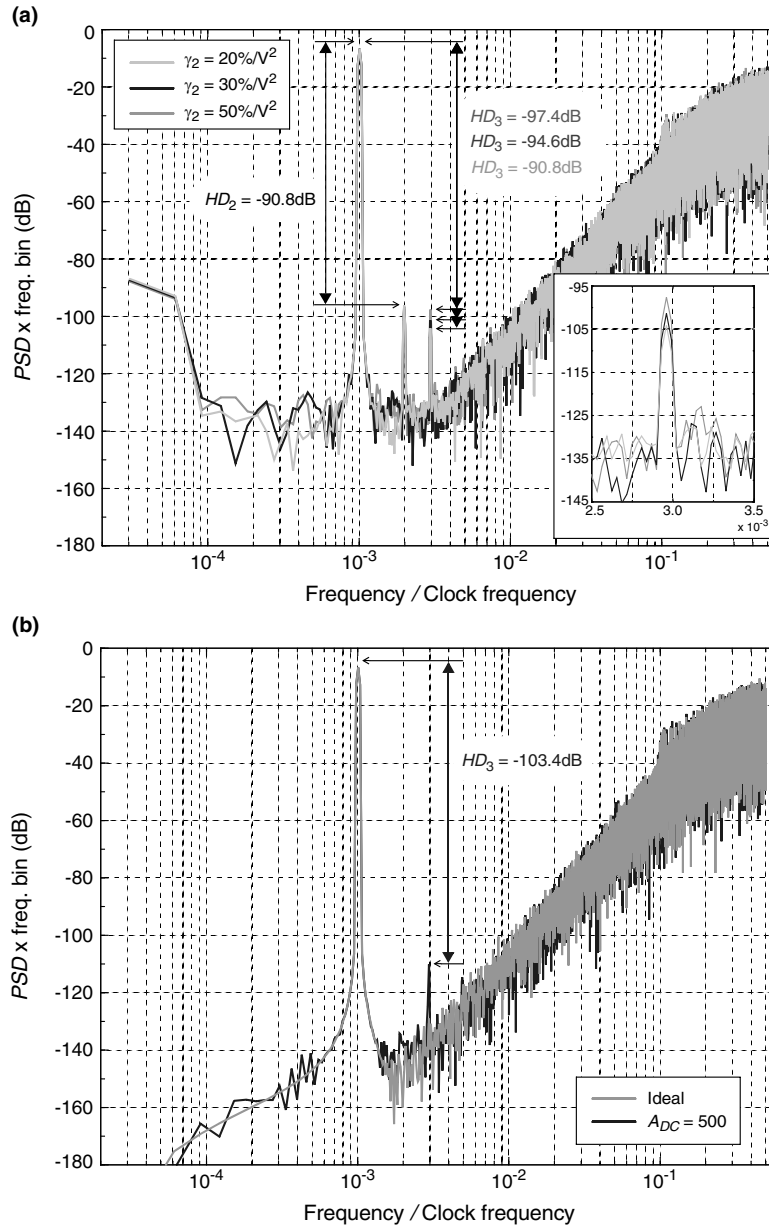 (a)
0
-20
-40
-60
-80
-100
-120
-140
-160
-180
PSD x freq. bin (dB)
γ2 = 20%/V²
γ2 = 30%/V²
γ2 = 50%/V²
HD2 = -90.8dB
HD3 = -97.4dB
HD3 = -94.6dB
HD3 = -90.8dB
-95
-105
-115
-125
-135
-145
2.5 3.0 3.5
x 10⁻³
10⁻⁴ 10⁻³ 10⁻² 10⁻¹
Frequency / Clock frequency
(b)
0
-20
-40
-60
-80
-100
-120
-140
-160
-180
PSD x freq. bin (dB)
HD3 = -103.4dB
Ideal
ADC = 500
10⁻⁴ 10⁻³ 10⁻² 10⁻¹
Frequency / Clock frequency